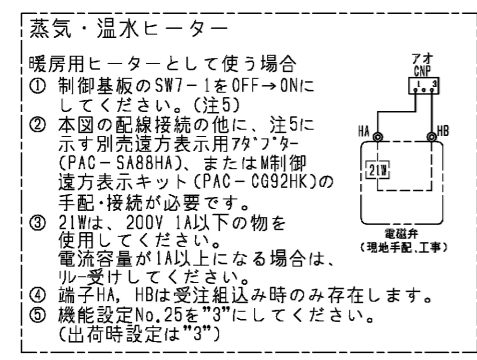 蒸気・温水ヒーター
暖房用ヒーターとして使う場合
① 制御基板のSW7－1をOFF→ONに
してください。(注5)
② 本図の配線接続の他に、注5に
示す別売遠方表示用ｱﾀﾞﾌﾟﾀｰ
(PAC－SA88HA)、またはM制御
遠方表示キット(PAC－CG92HK)の
手配・接続が必要です。
③ 21Wは、200V 1A以下の物を
使用してください。
電流容量が1A以上になる場合は、
ﾘﾚｰ受けしてください。
④ 端子HA, HBは受注組込み時のみ存在します。
⑤ 機能設定No.25を"3"にしてください。
(出荷時設定は"3")
アオ
CNP
1 3
HA HB
21W
電磁弁
(現地手配、工事)